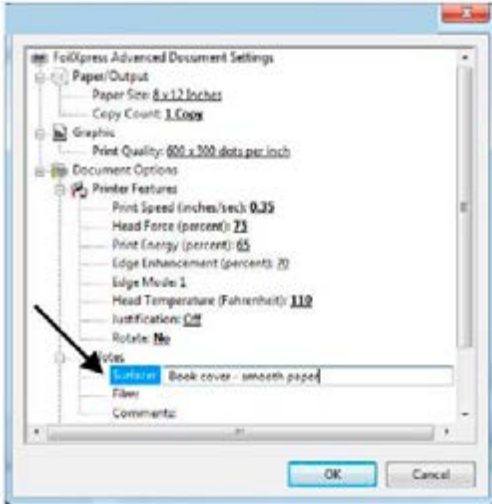 FoilXpress Advanced Document Settings
Paper/Output
Paper Size: 8 x 12 Inches
Copy Count: 1 Copy
Graphic
Print Quality: 600 x 300 dots per inch
Document Options
Printer Features
Print Speed (inches/sec): 0.35
Head Force (percent): 75
Print Energy (percent): 65
Edge Enhancement (percent): 70
Edge Mode: 1
Head Temperature (Fahrenheit): 110
Justification: Off
Rotate: No
Notes
Surface: Book cover - smooth paper
Film:
Comments:
OK Cancel